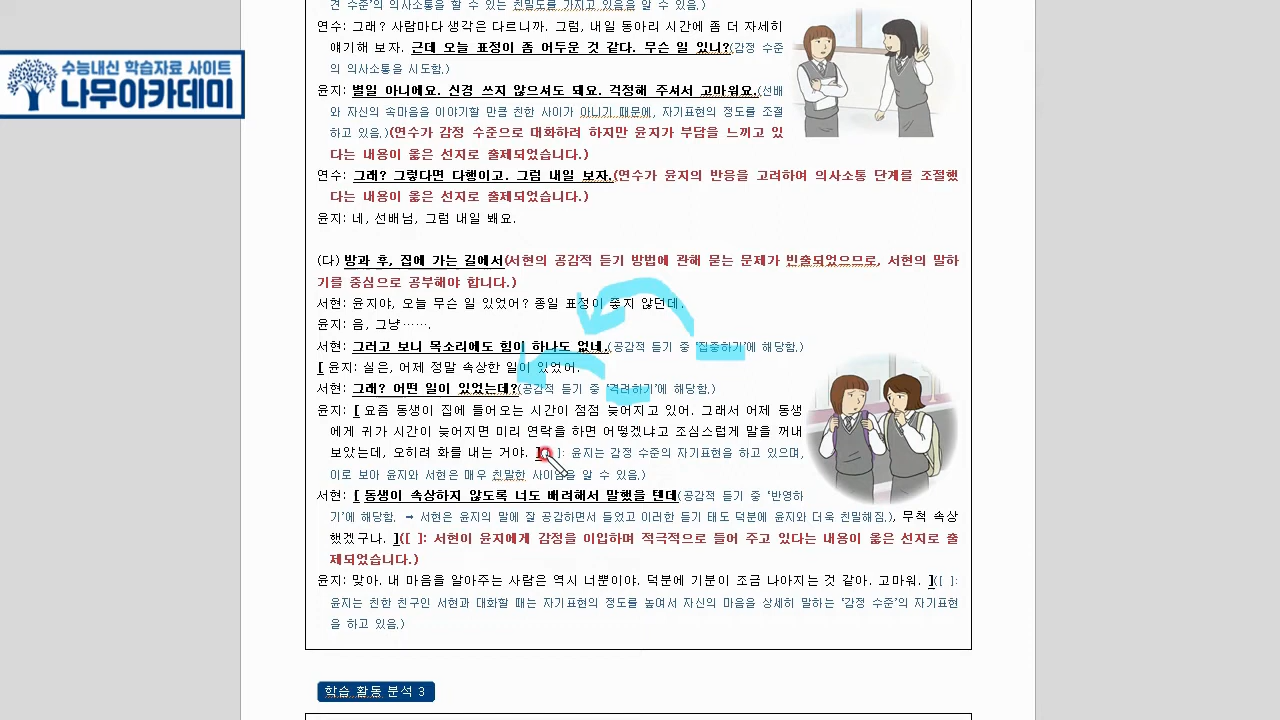 견 수준'의 의사소통을 할 수 있는 친밀도를 가지고 있음을 알 수 있음.)
연수: 그래? 사람마다 생각은 다르니까. 그럼, 내일 동아리 시간에 좀 더 자세히
얘기해 보자. 근데 오늘 표정이 좀 어두운 것 같다. 무슨 일 있니?(감정 수준
의 의사소통을 시도함.)
수능내신 학습자료 사이트
나무아카데미
윤지: 별일 아니에요. 신경 쓰지 않으셔도 돼요. 걱정해 주셔서 고마워요.(선배
와 자신의 속마음을 이야기할 만큼 친한 사이가 아니기 때문에, 자기표현의 정도를 조절
하고 있음.)(연수가 감정 수준으로 대화하려 하지만 윤지가 부담을 느끼고 있
다는 내용이 옳은 선지로 출제되었습니다.)
연수: 그래? 그렇다면 다행이고. 그럼 내일 보자.(연수가 윤지의 반응을 고려하여 의사소통 단계를 조절했
다는 내용이 옳은 선지로 출제되었습니다.)
윤지: 네, 선배님, 그럼 내일 봬요.
(다) 방과 후, 집에 가는 길에서(서현의 공감적 듣기 방법에 관해 묻는 문제가 빈출되었으므로, 서현의 말하
기를 중심으로 공부해야 합니다.)
서현: 윤지야, 오늘 무슨 일 있었어? 종일 표정이 좋지 않던데.
윤지: 음, 그냥…….
서현: 그러고 보니 목소리에도 힘이 하나도 없네.(공감적 듣기 중 '집중하기'에 해당함.)
[ 윤지: 실은, 어제 정말 속상한 일이 있었어.
서현: 그래? 어떤 일이 있었는데?(공감적 듣기 중 '격려하기'에 해당함.)
윤지: [ 요즘 동생이 집에 들어오는 시간이 점점 늦어지고 있어. 그래서 어제 동생
에게 귀가 시간이 늦어지면 미리 연락을 하면 어떻겠냐고 조심스럽게 말을 꺼내
보았는데, 오히려 화를 내는 거야. ]([ ]: 윤지는 감정 수준의 자기표현을 하고 있으며,
이로 보아 윤지와 서현은 매우 친밀한 사이임을 알 수 있음.)
서현: [ 동생이 속상하지 않도록 너도 배려해서 말했을 텐데(공감적 듣기 중 '반영하
기'에 해당함. → 서현은 윤지의 말에 잘 공감하면서 들었고 이러한 듣기 태도 덕분에 윤지와 더욱 친밀해짐.), 무척 속상
했겠구나. ]([ ]: 서현이 윤지에게 감정을 이입하며 적극적으로 들어 주고 있다는 내용이 옳은 선지로 출
제되었습니다.)
윤지: 맞아. 내 마음을 알아주는 사람은 역시 너뿐이야. 덕분에 기분이 조금 나아지는 것 같아. 고마워. ]([ ]:
윤지는 친한 친구인 서현과 대화할 때는 자기표현의 정도를 높여서 자신의 마음을 상세히 말하는 '감정 수준'의 자기표현
을 하고 있음.)
학습 활동 분석 3